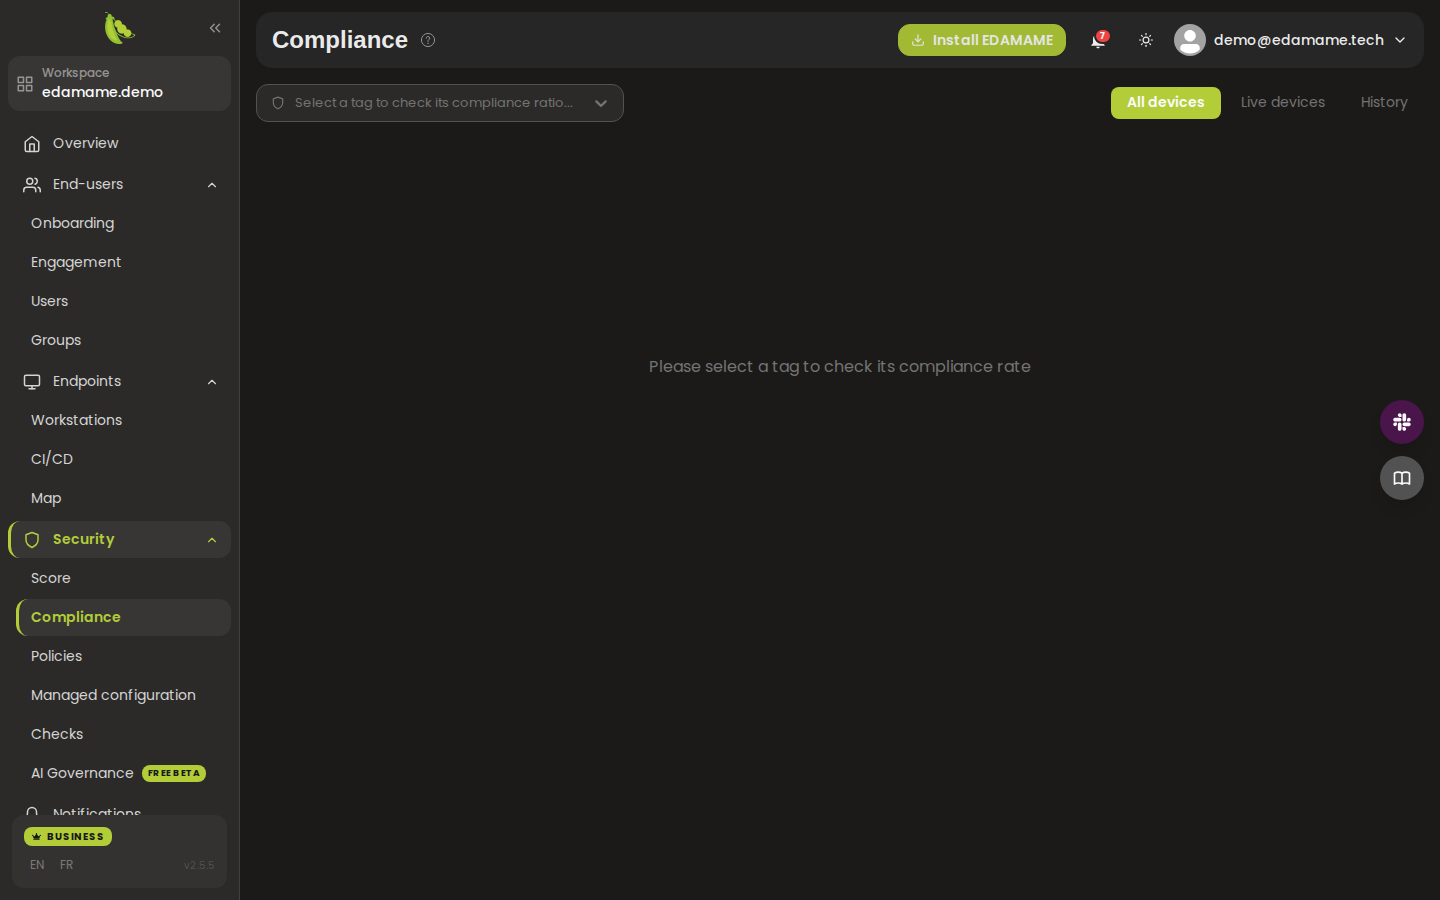 Workspace
edamame.demo
Overview
End-users
Onboarding
Engagement
Users
Groups
Endpoints
Workstations
CI/CD
Map
Security
Score
Compliance
Policies
Managed configuration
Checks
AI Governance FREE BETA
Notifications
BUSINESS
EN FR v2.5.5
Compliance
Install EDAMAME
7
demo@edamame.tech
Select a tag to check its compliance ratio...
All devices
Live devices
History
Please select a tag to check its compliance rate